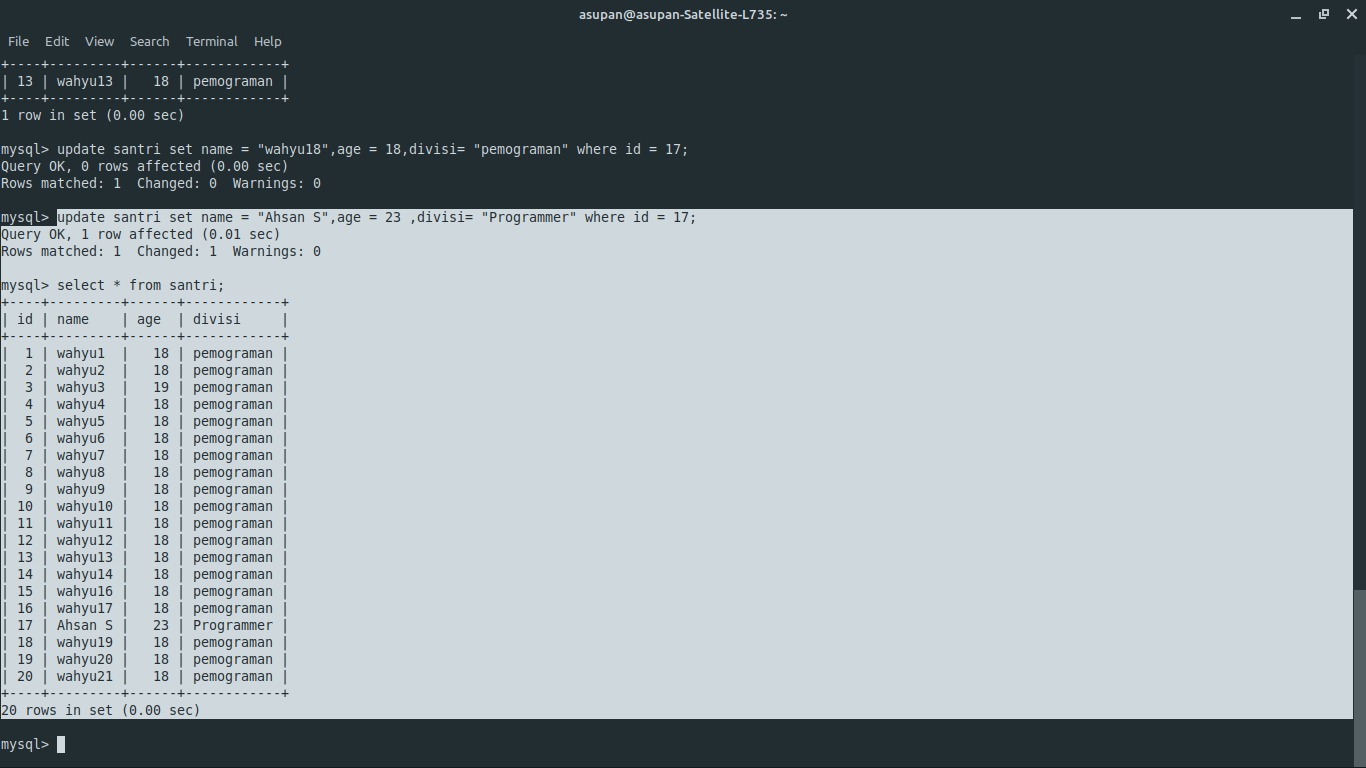 asupan@asupan-Satellite-L735: ~
File Edit View Search Terminal Help
+----+---------+------+------------+
| 13 | wahyu13 |   18 | pemograman |
+----+---------+------+------------+
1 row in set (0.00 sec)
mysql> update santri set name = "wahyu18",age = 18,divisi= "pemograman" where id = 17;
Query OK, 0 rows affected (0.00 sec)
Rows matched: 1  Changed: 0  Warnings: 0
mysql> update santri set name = "Ahsan S",age = 23 ,divisi= "Programmer" where id = 17;
Query OK, 1 row affected (0.01 sec)
Rows matched: 1  Changed: 1  Warnings: 0
mysql> select * from santri;
+----+---------+------+------------+
| id | name    | age  | divisi     |
+----+---------+------+------------+
|  1 | wahyu1  |   18 | pemograman |
|  2 | wahyu2  |   18 | pemograman |
|  3 | wahyu3  |   19 | pemograman |
|  4 | wahyu4  |   18 | pemograman |
|  5 | wahyu5  |   18 | pemograman |
|  6 | wahyu6  |   18 | pemograman |
|  7 | wahyu7  |   18 | pemograman |
|  8 | wahyu8  |   18 | pemograman |
|  9 | wahyu9  |   18 | pemograman |
| 10 | wahyu10 |   18 | pemograman |
| 11 | wahyu11 |   18 | pemograman |
| 12 | wahyu12 |   18 | pemograman |
| 13 | wahyu13 |   18 | pemograman |
| 14 | wahyu14 |   18 | pemograman |
| 15 | wahyu16 |   18 | pemograman |
| 16 | wahyu17 |   18 | pemograman |
| 17 | Ahsan S |   23 | Programmer |
| 18 | wahyu19 |   18 | pemograman |
| 19 | wahyu20 |   18 | pemograman |
| 20 | wahyu21 |   18 | pemograman |
+----+---------+------+------------+
20 rows in set (0.00 sec)
mysql>